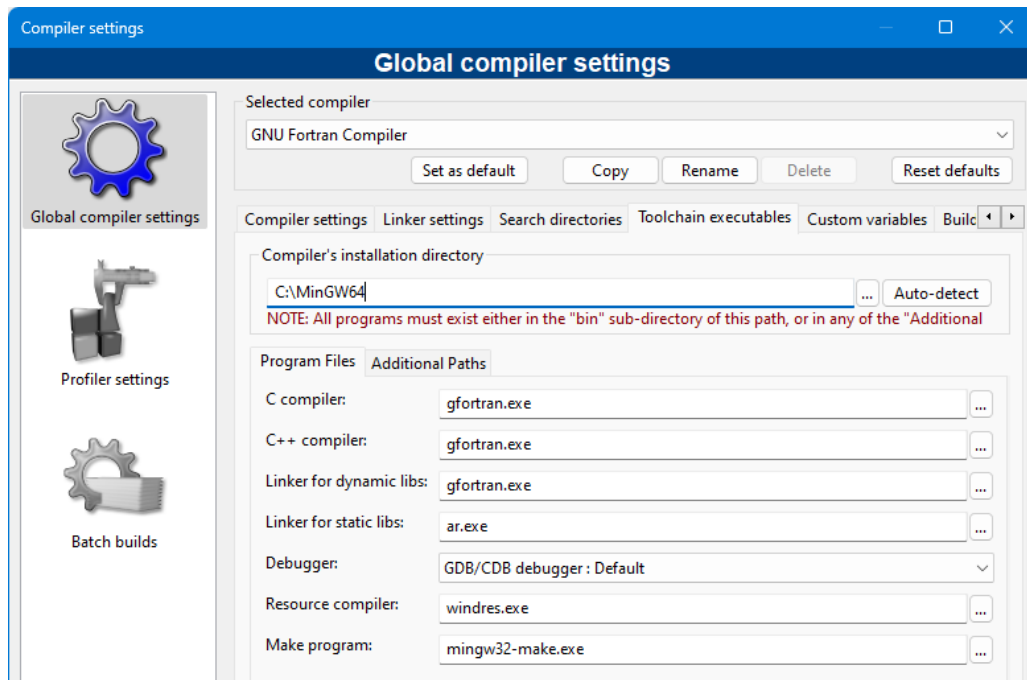 Compiler settings
Global compiler settings
Global compiler settings
Profiler settings
Batch builds
Selected compiler
GNU Fortran Compiler
Set as default Copy Rename Delete Reset defaults
Compiler settings Linker settings Search directories Toolchain executables Custom variables Build
Compiler's installation directory
C:\MinGW64
... Auto-detect
NOTE: All programs must exist either in the "bin" sub-directory of this path, or in any of the "Additional
Program Files Additional Paths
C compiler: gfortran.exe ...
C++ compiler: gfortran.exe ...
Linker for dynamic libs: gfortran.exe ...
Linker for static libs: ar.exe ...
Debugger: GDB/CDB debugger : Default
Resource compiler: windres.exe ...
Make program: mingw32-make.exe ...